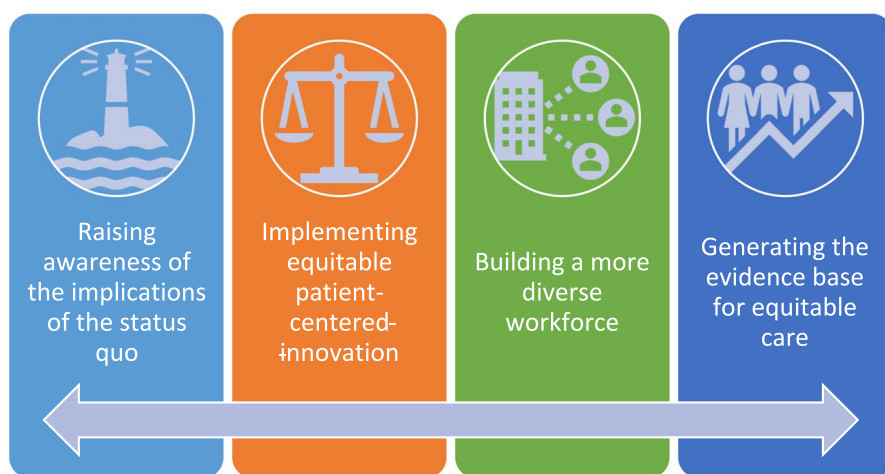 Raising
awareness of
the implications
of the status
quo
Implementing
equitable
patient-
centered-
innovation
Building a more
diverse
workforce
Generating the
evidence base
for equitable
care